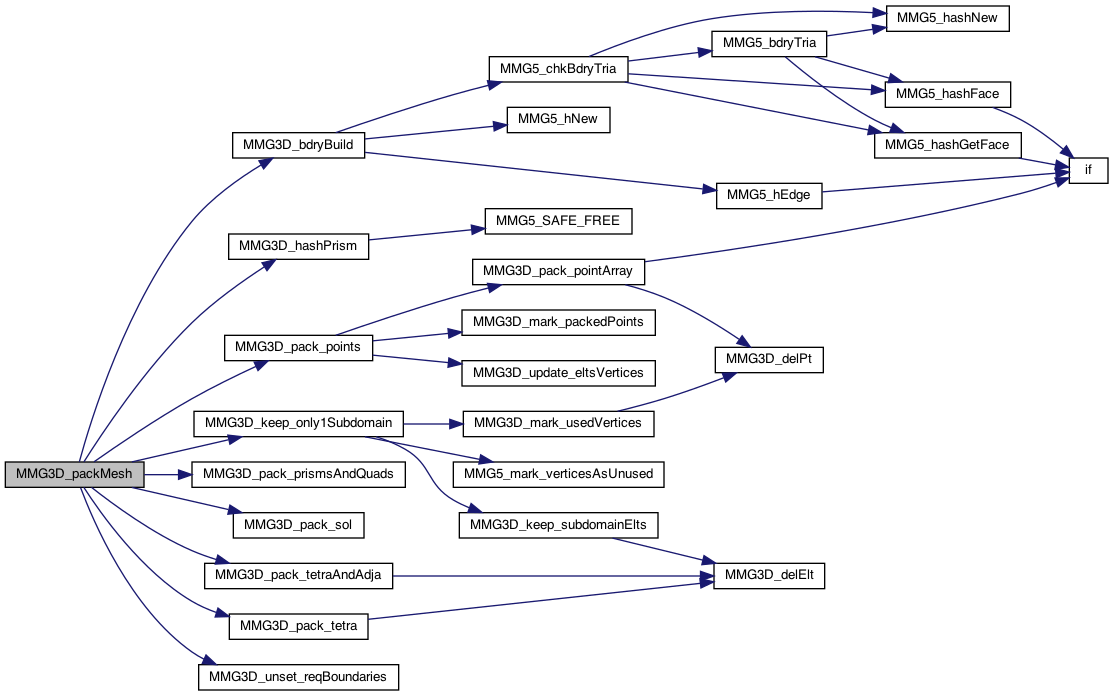 MMG5_hashNew
MMG5_bdryTria
MMG5_chkBdryTria
MMG5_hashFace
MMG5_hNew
MMG3D_bdryBuild
MMG5_hashGetFace
if
MMG5_hEdge
MMG5_SAFE_FREE
MMG3D_hashPrism
MMG3D_pack_pointArray
MMG3D_mark_packedPoints
MMG3D_pack_points
MMG3D_delPt
MMG3D_update_eltsVertices
MMG3D_keep_only1Subdomain
MMG3D_mark_usedVertices
MMG3D_packMesh
MMG3D_pack_prismsAndQuads
MMG5_mark_verticesAsUnused
MMG3D_pack_sol
MMG3D_keep_subdomainElts
MMG3D_pack_tetraAndAdja
MMG3D_delElt
MMG3D_pack_tetra
MMG3D_unset_reqBoundaries